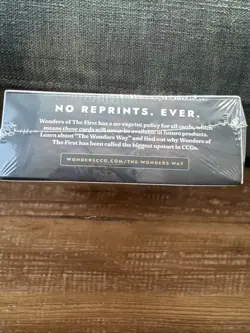 NO REPRINTS. EVER.
Wonders of The First has a no-reprint policy for all cards, which
means these cards will never be available in future products.
Learn about "The Wonders Way" and find out why Wonders of
The First has been called the biggest upstart in CCGs.
WONDERSCCG.COM/THE-WONDERS-WAY